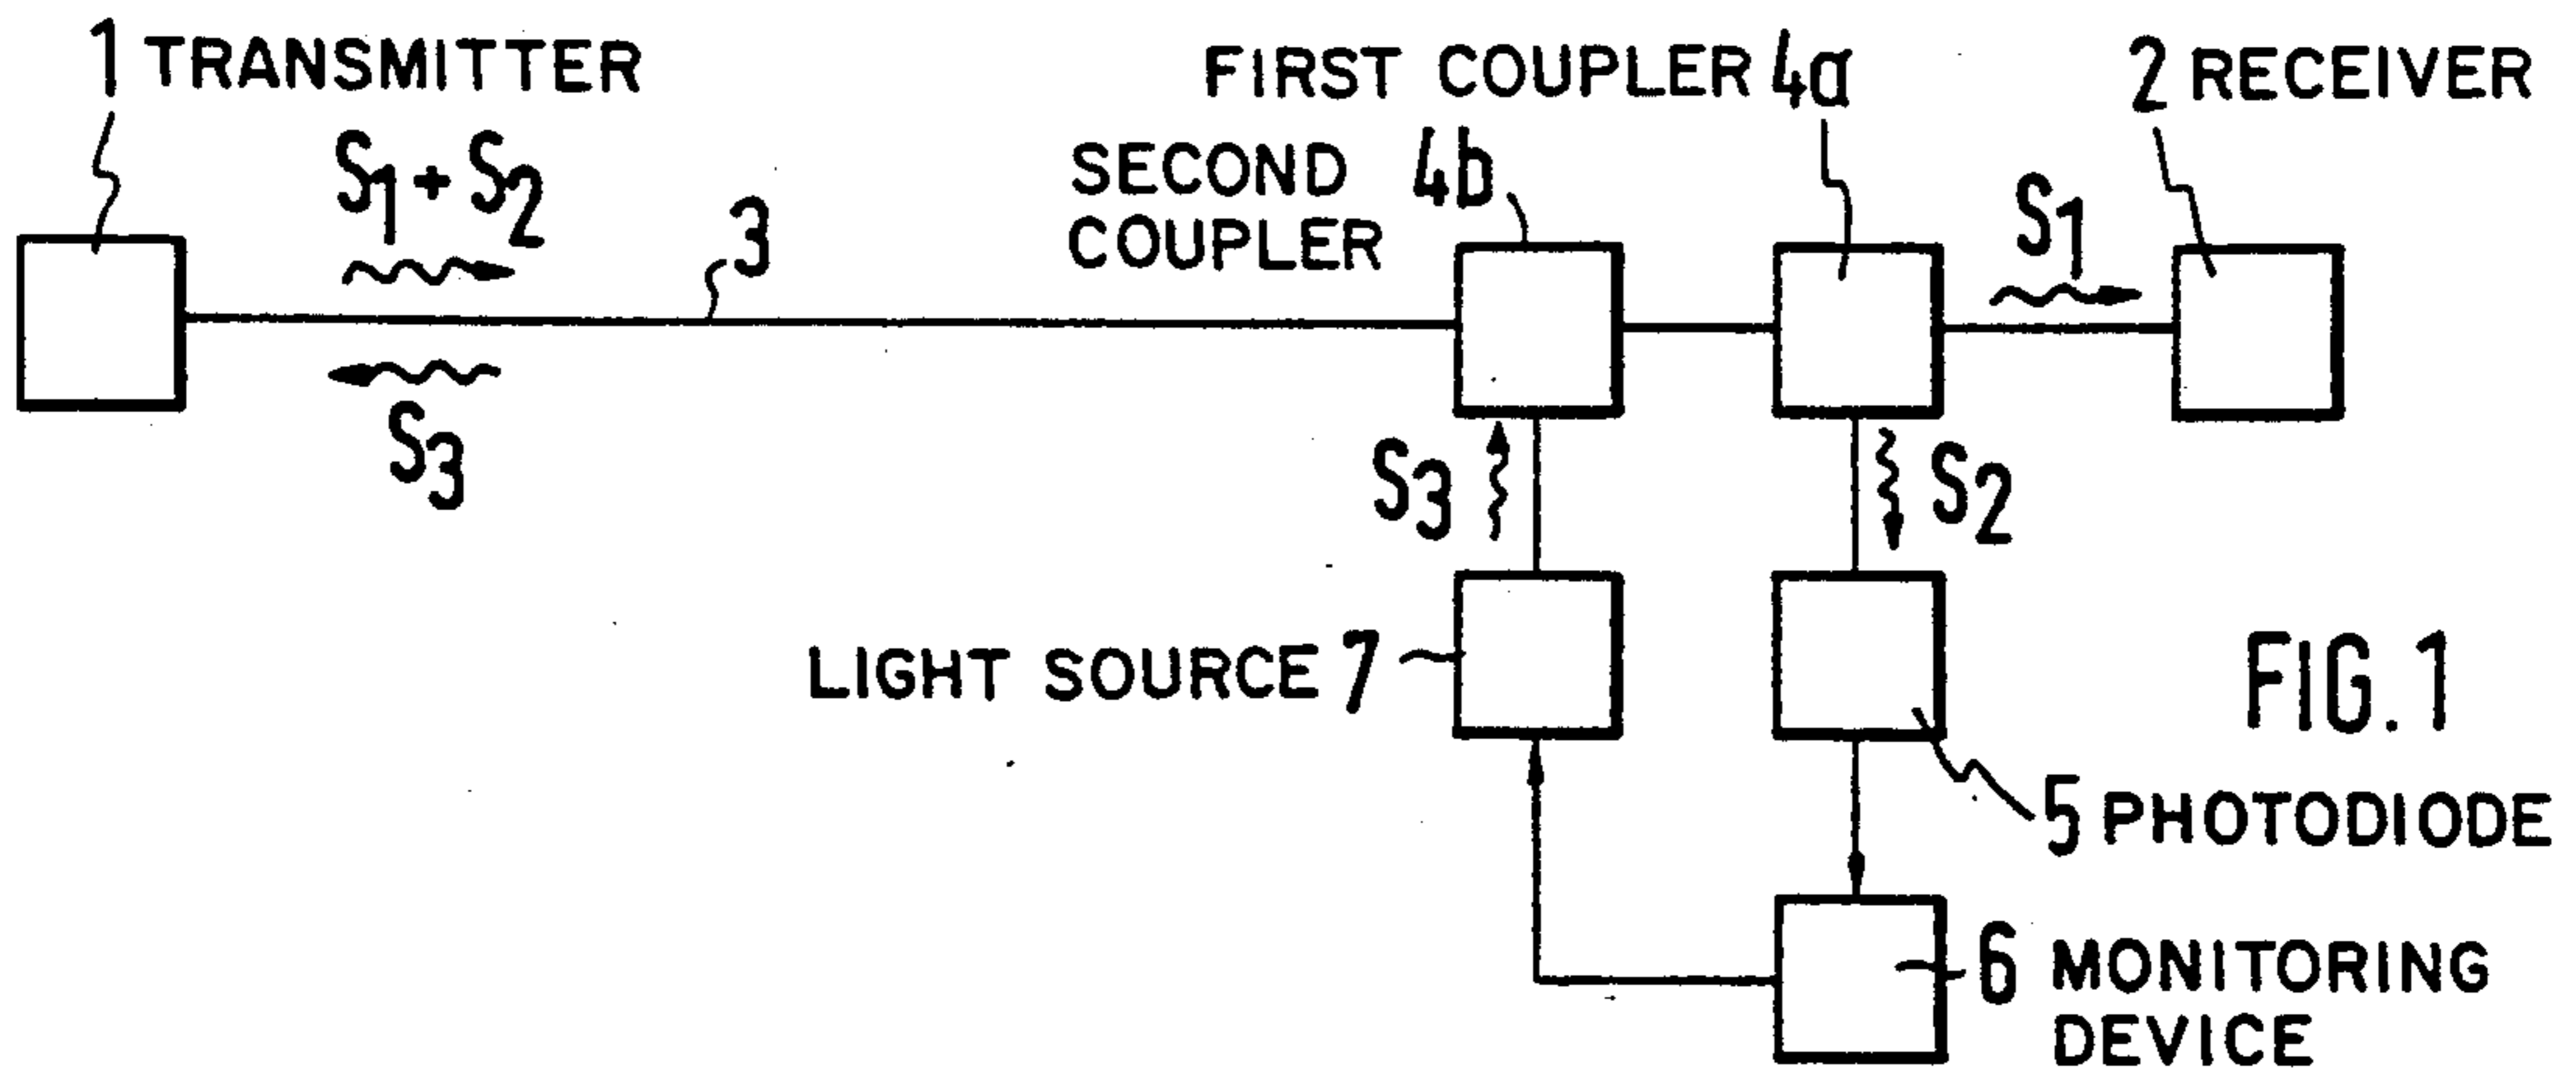 1 TRANSMITTER
FIRST COUPLER 4a
2 RECEIVER
S1 + S2
SECOND COUPLER 4b
3
S1
S3
S3
S2
LIGHT SOURCE 7
FIG. 1
5 PHOTODIODE
6 MONITORING
DEVICE